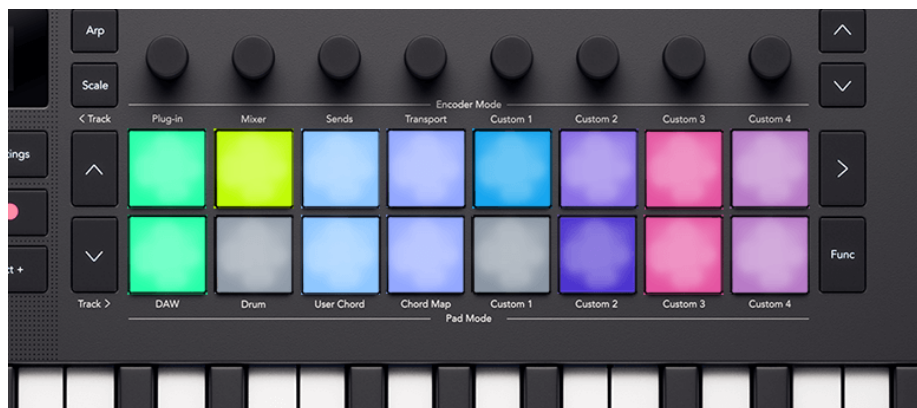 Arp
Scale
Encoder Mode
< Track
Plug-in
Mixer
Sends
Transport
Custom 1
Custom 2
Custom 3
Custom 4
Func
Track >
DAW
Drum
User Chord
Chord Map
Custom 1
Custom 2
Custom 3
Custom 4
Pad Mode